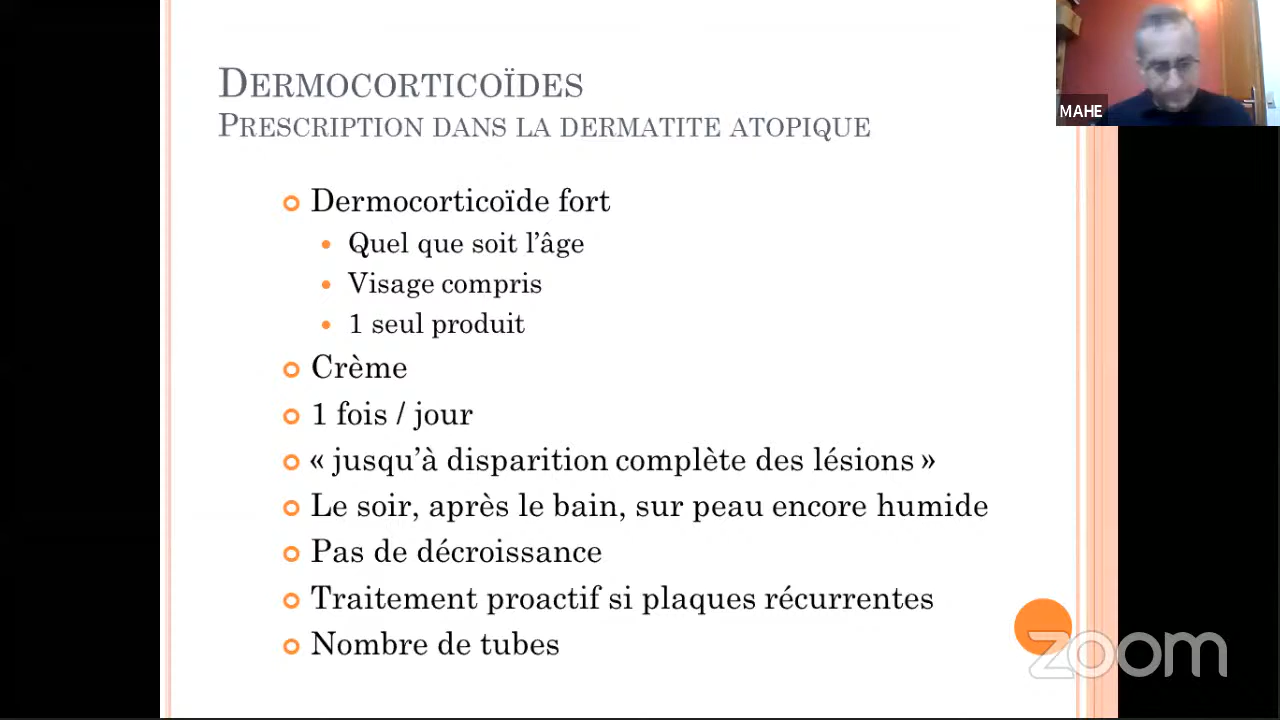 DERMOCORTICOÏDES
PRESCRIPTION DANS LA DERMATITE ATOPIQUE
MAHE
Dermocorticoïde fort
Quel que soit l'âge
Visage compris
1 seul produit
Crème
1 fois / jour
« jusqu'à disparition complète des lésions »
Le soir, après le bain, sur peau encore humide
Pas de décroissance
Traitement proactif si plaques récurrentes
Nombre de tubes
zoom